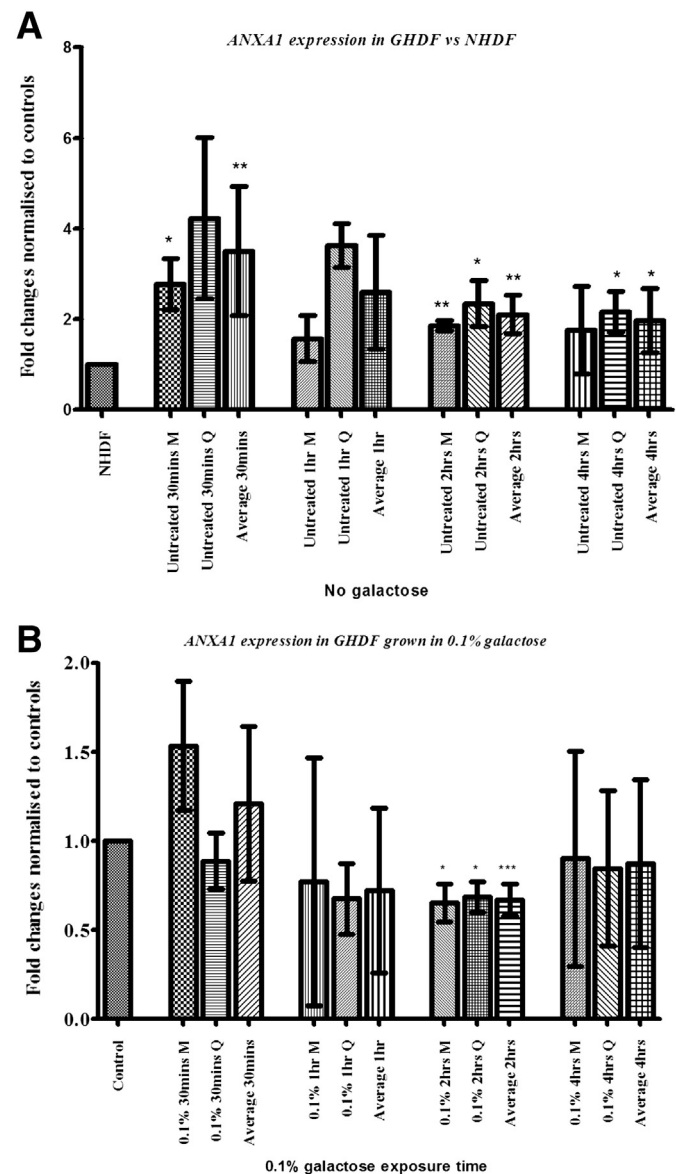 A
ANXA1 expression in GHDF vs NHDF
Fold changes normalised to controls
8
6
4
2
0
**
*
**
*
**
*
*
NHDF
Untreated 30mins M
Untreated 30mins Q
Average 30mins
Untreated 1hr M
Untreated 1hr Q
Average 1hr
Untreated 2hrs M
Untreated 2hrs Q
Average 2hrs
Untreated 4hrs M
Untreated 4hrs Q
Average 4hrs
No galactose
B
ANXA1 expression in GHDF grown in 0.1% galactose
Fold changes normalised to controls
2.0
1.5
1.0
0.5
0.0
*
*
***
Control
0.1% 30mins M
0.1% 30mins Q
Average 30mins
0.1% 1hr M
0.1% 1hr Q
Average 1hr
0.1% 2hrs M
0.1% 2hrs Q
Average 2hrs
0.1% 4hrs M
0.1% 4hrs Q
Average 4hrs
0.1% galactose exposure time